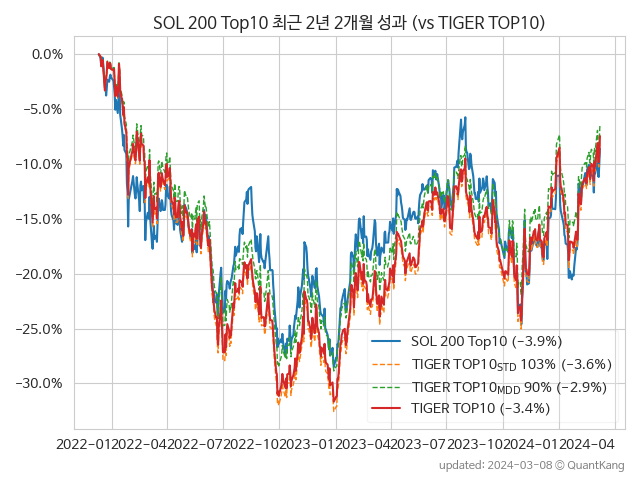 SOL 200 Top10 최근 2년 2개월 성과 (vs TIGER TOP10)
0.0%
−5.0%
−10.0%
−15.0%
−20.0%
−25.0%
−30.0%
SOL 200 Top10 (−3.9%)
TIGER TOP10STD 103% (−3.6%)
TIGER TOP10MDD 90% (−2.9%)
TIGER TOP10 (−3.4%)
2022-01 2022-04 2022-07 2022-10 2023-01 2023-04 2023-07 2023-10 2024-01 2024-04
updated: 2024-03-08 © QuantKang